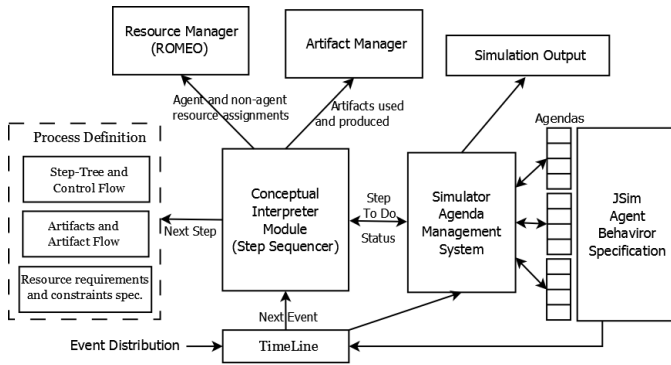 Resource Manager
(ROMEO)
Artifact Manager
Simulation Output
Agent and non-agent
resource assignments
Artifacts used
and produced
Agendas
Process Definition
Step-Tree and
Control Flow
Artifacts and
Artifact Flow
Resource requirements
and constraints spec.
Next Step
Conceptual
Interpreter
Module
(Step Sequencer)
Step
To Do
Status
Simulator
Agenda
Management
System
JSim
Agent
Behaviror
Specification
Next Event
Event Distribution
TimeLine